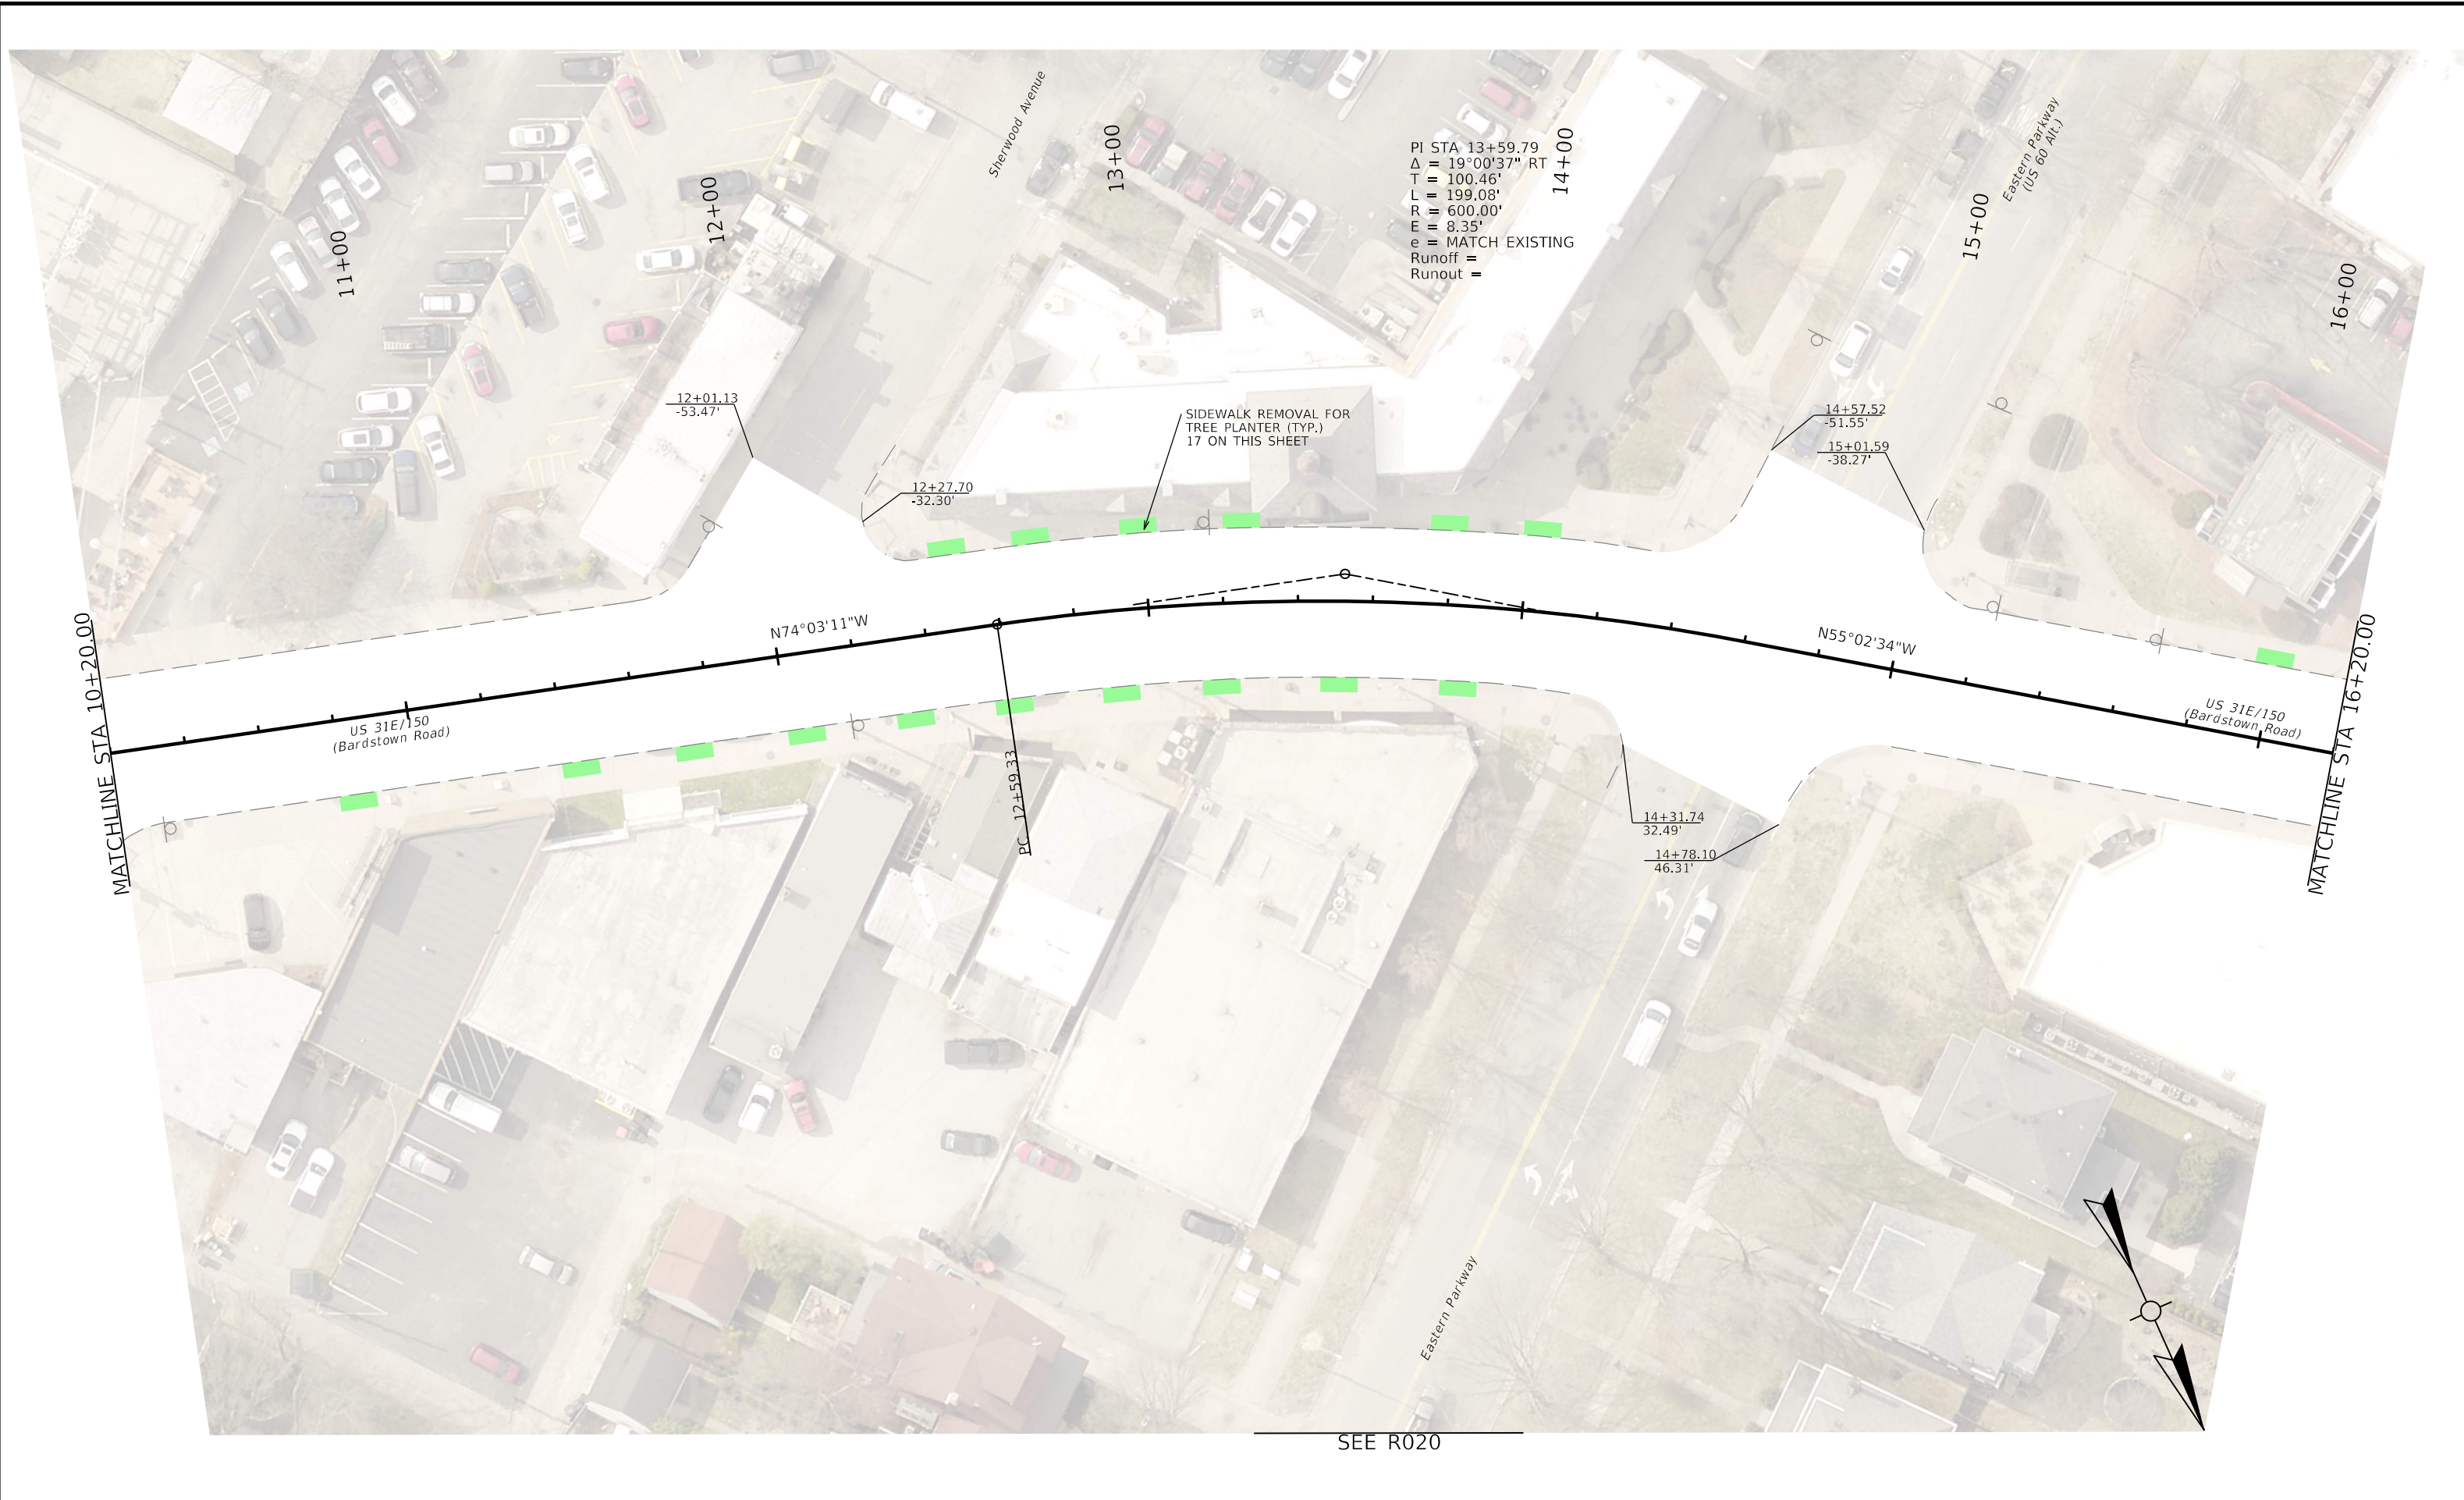 Sherwood Avenue
11+00
12+00
13+00
14+00
15+00
16+00
PI STA 13+59.79
Δ = 19°00'37" RT
T = 100.46'
L = 199.08'
R = 600.00'
E = 8.35'
e = MATCH EXISTING
Runoff =
Runout =
Eastern Parkway
(US 60 Alt.)
12+01.13
-53.47'
12+27.70
-32.30'
SIDEWALK REMOVAL FOR
TREE PLANTER (TYP.)
17 ON THIS SHEET
14+57.52
-51.55'
15+01.59
-38.27'
MATCHLINE STA 10+20.00
N74°03'11"W
US 31E/150
(Bardstown Road)
PC 12+59.33
N55°02'34"W
US 31E/150
(Bardstown Road)
MATCHLINE STA 16+20.00
14+31.74
32.49'
14+78.10
46.31'
Eastern Parkway
SEE R020